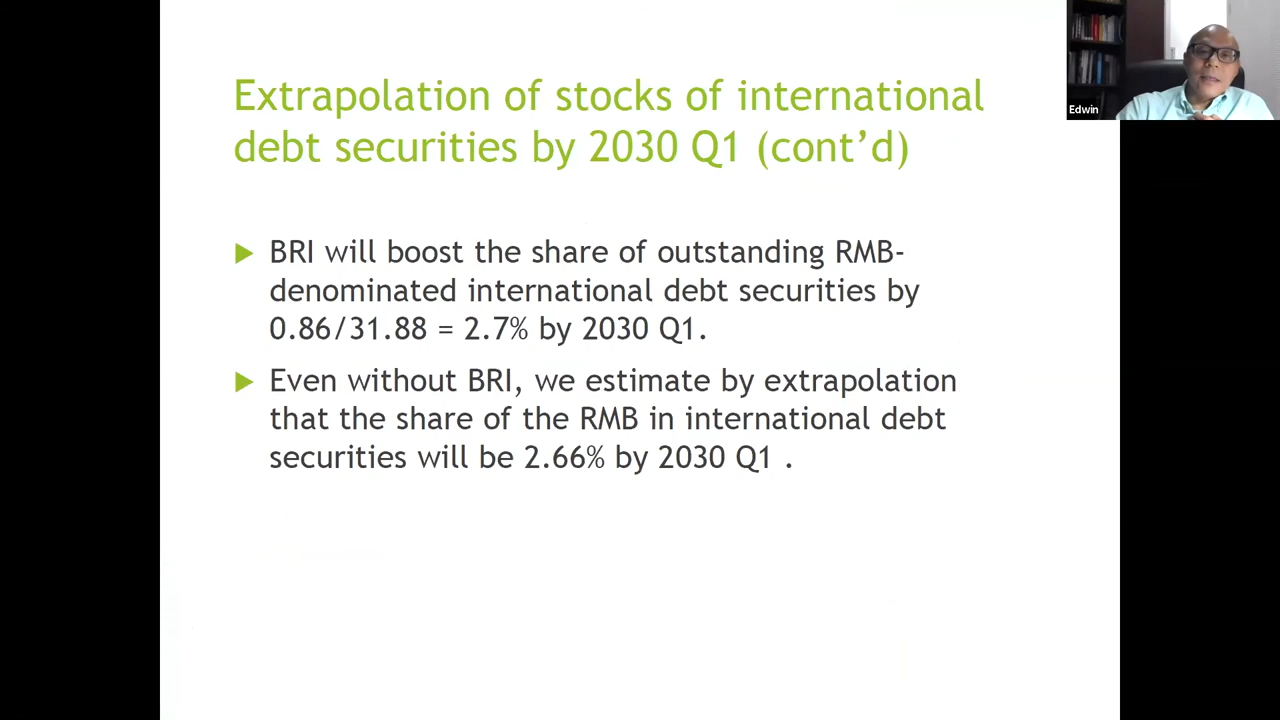 Extrapolation of stocks of international
debt securities by 2030 Q1 (cont’d)
BRI will boost the share of outstanding RMB-
denominated international debt securities by
0.86/31.88 = 2.7% by 2030 Q1.
Even without BRI, we estimate by extrapolation
that the share of the RMB in international debt
securities will be 2.66% by 2030 Q1 .
Edwin